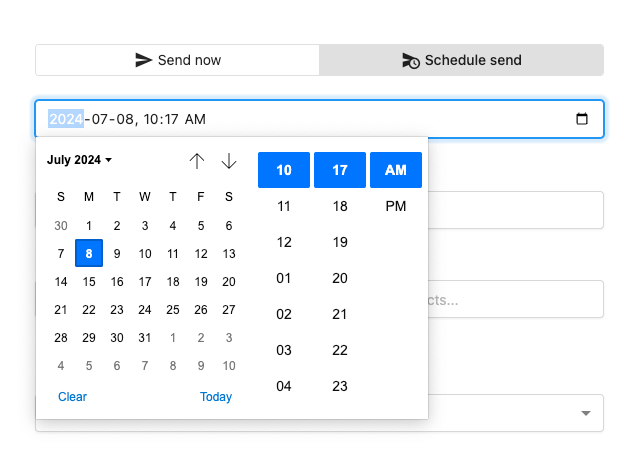 Send now
Schedule send
2024-07-08, 10:17 AM
July 2024
S M T W T F S
30 1 2 3 4 5 6
7 8 9 10 11 12 13
14 15 16 17 18 19 20
21 22 23 24 25 26 27
28 29 30 31 1 2 3
4 5 6 7 8 9 10
Clear Today
10 17 AM
11 18 PM
12 19
01 20
02 21
03 22
04 23
cts...